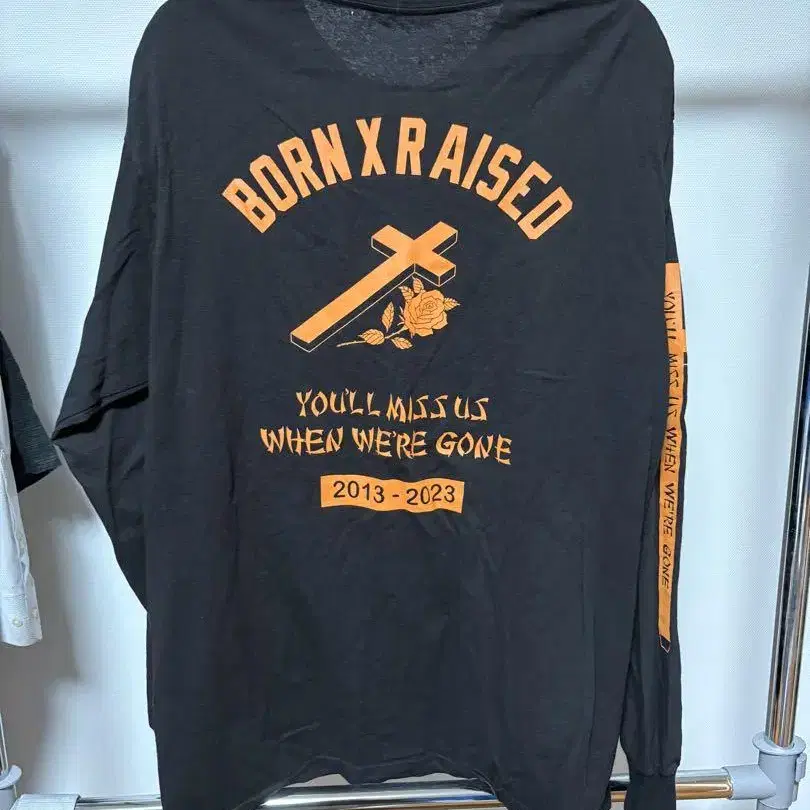 BORN X RAISED
YOU'LL MISS US
WHEN WE'RE GONE
2013 - 2023
YOU'LL MISS US WHEN WE'RE GONE